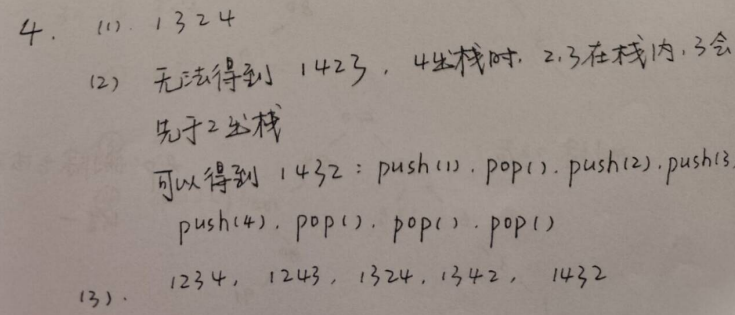 4. (1). 1324
(2) 无法得到 1423, 4出栈时, 2.3在栈内, 3会
先于2出栈
可以得到 1432: push(1). pop(). push(2). push(3.
push(4). pop(). pop(). pop()
(3). 1234, 1243, 1324, 1342, 1432